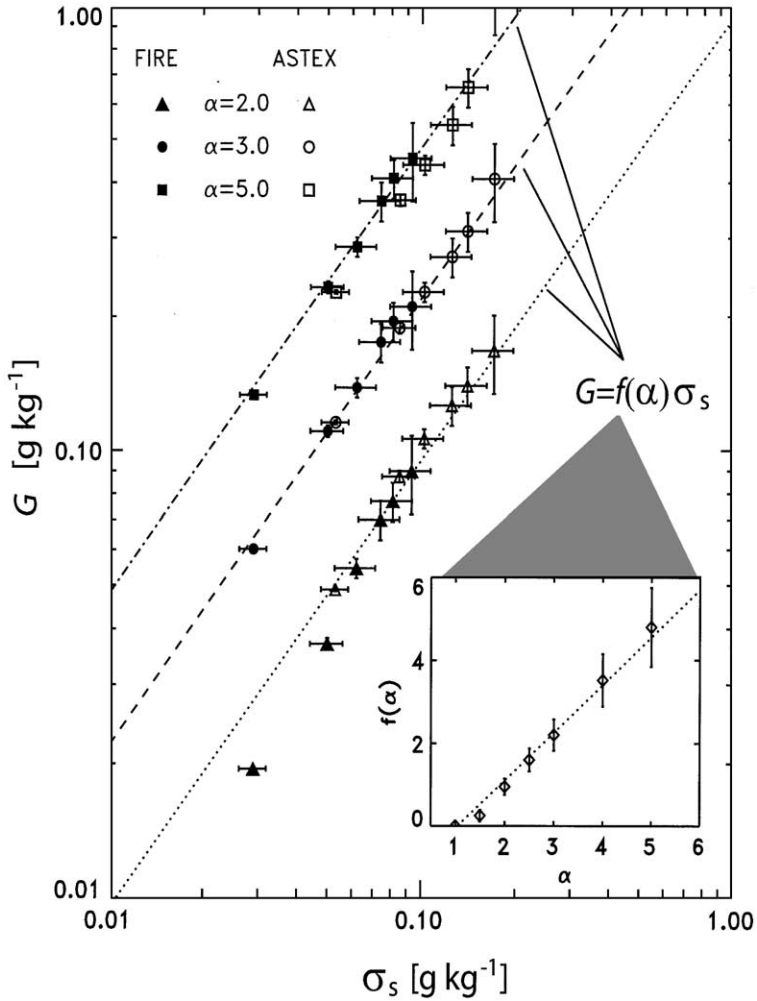 1.00
FIRE ASTEX
▲ α=2.0 △
● α=3.0 ○
■ α=5.0 □
G=f(α)σs
0.10
G [g kg⁻¹]
6
4
2
0
f(α)
1 2 3 4 5 6
α
0.01
0.01 0.10 1.00
σs [g kg⁻¹]